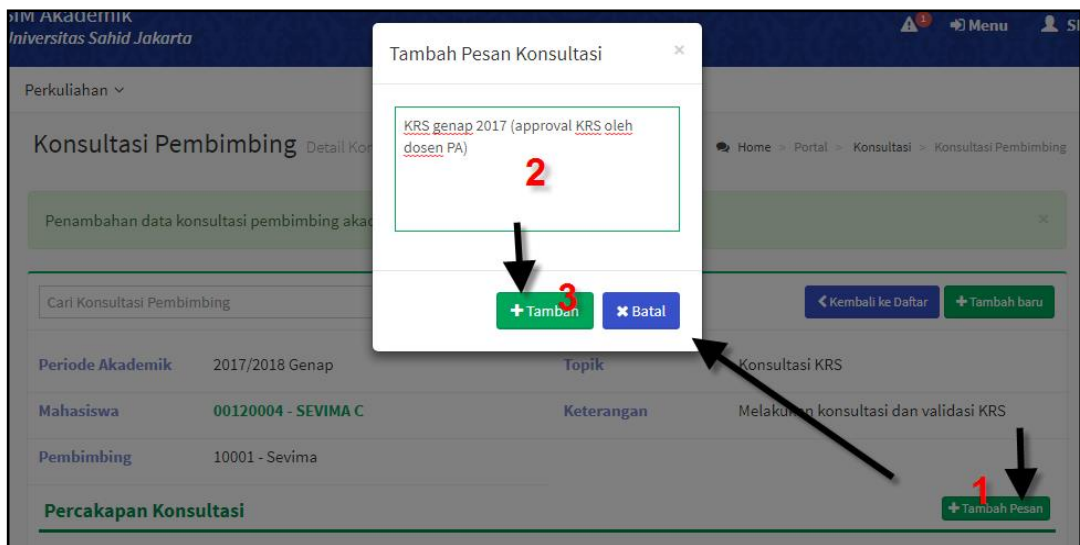 SIM Akademik
Universitas Sahid Jakarta
1
Menu
Perkuliahan
Konsultasi Pembimbing
Home > Portal > Konsultasi > Konsultasi Pembimbing
Tambah Pesan Konsultasi
×
KRS genap 2017 (approval KRS oleh
dosen PA)
2
3
+ Tambah
Batal
Penambahan data konsultasi pembimbing
×
Cari Konsultasi Pembimbing
Kembali ke Daftar
+ Tambah baru
Periode Akademik 2017/2018 Genap
Topik Konsultasi KRS
Mahasiswa 00120004 - SEVIMA C
Keterangan Melakukan konsultasi dan validasi KRS
Pembimbing 10001 - Sevima
Percakapan Konsultasi
1
+ Tambah Pesan